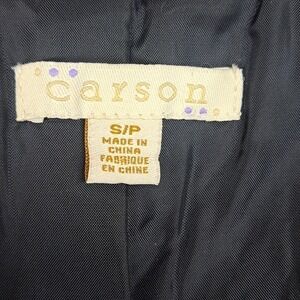 carson
S/P
MADE IN
CHINA
FABRIQUE
EN CHINE